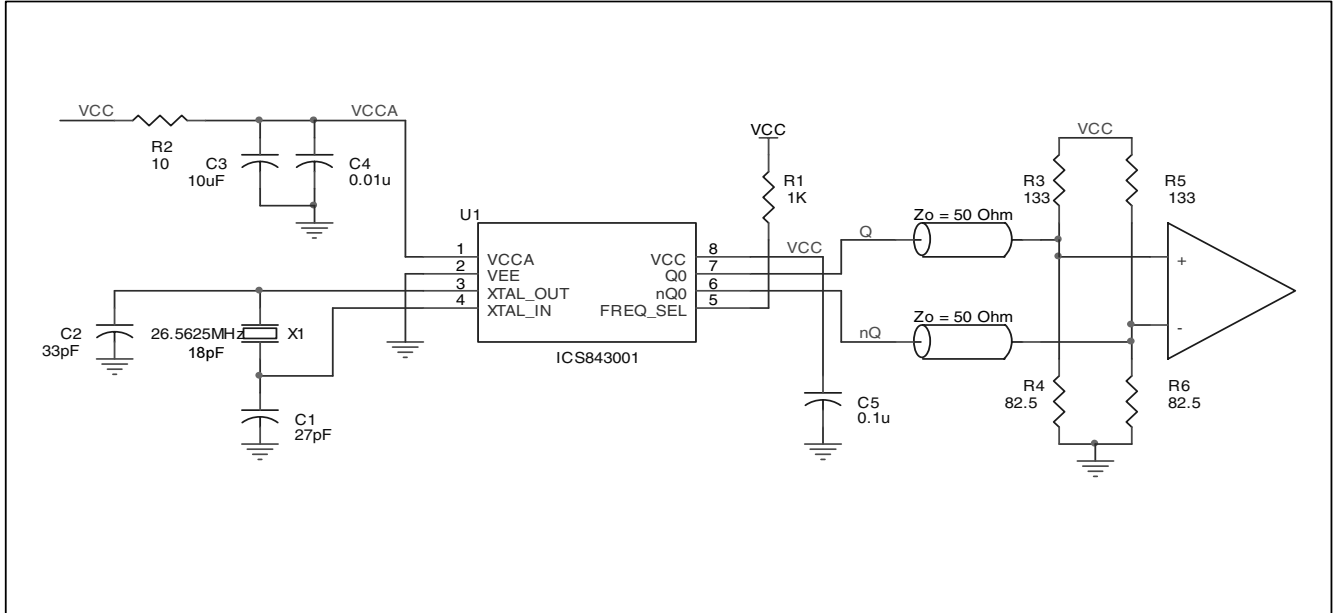 VCC
R2
10
C3
10uF
VCCA
C4
0.01u
C2
33pF
26.5625MHz
18pF
X1
C1
27pF
U1
1
2
3
4
VCCA
VEE
XTAL_OUT
XTAL_IN
VCC
Q0
nQ0
FREQ_SEL
8
7
6
5
ICS843001
VCC
R1
1K
VCC
C5
0.1u
Q
Zo = 50 Ohm
nQ
Zo = 50 Ohm
VCC
R3
133
R5
133
R4
82.5
R6
82.5
+
-